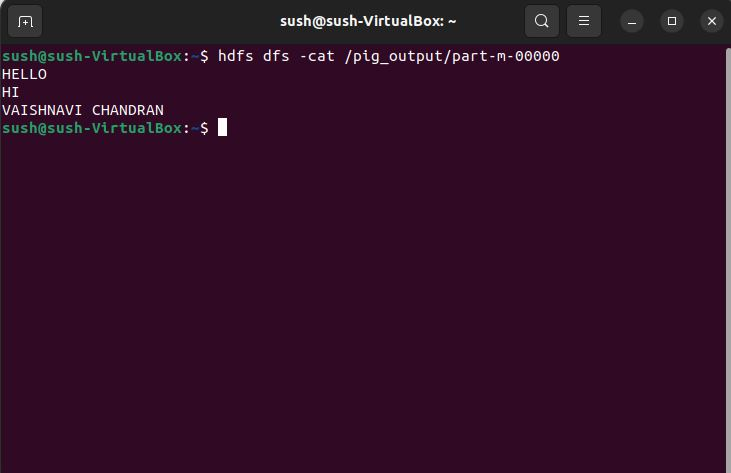 sush@sush-VirtualBox: ~
sush@sush-VirtualBox:~$ hdfs dfs -cat /pig_output/part-m-00000
HELLO
HI
VAISHNAVI CHANDRAN
sush@sush-VirtualBox:~$